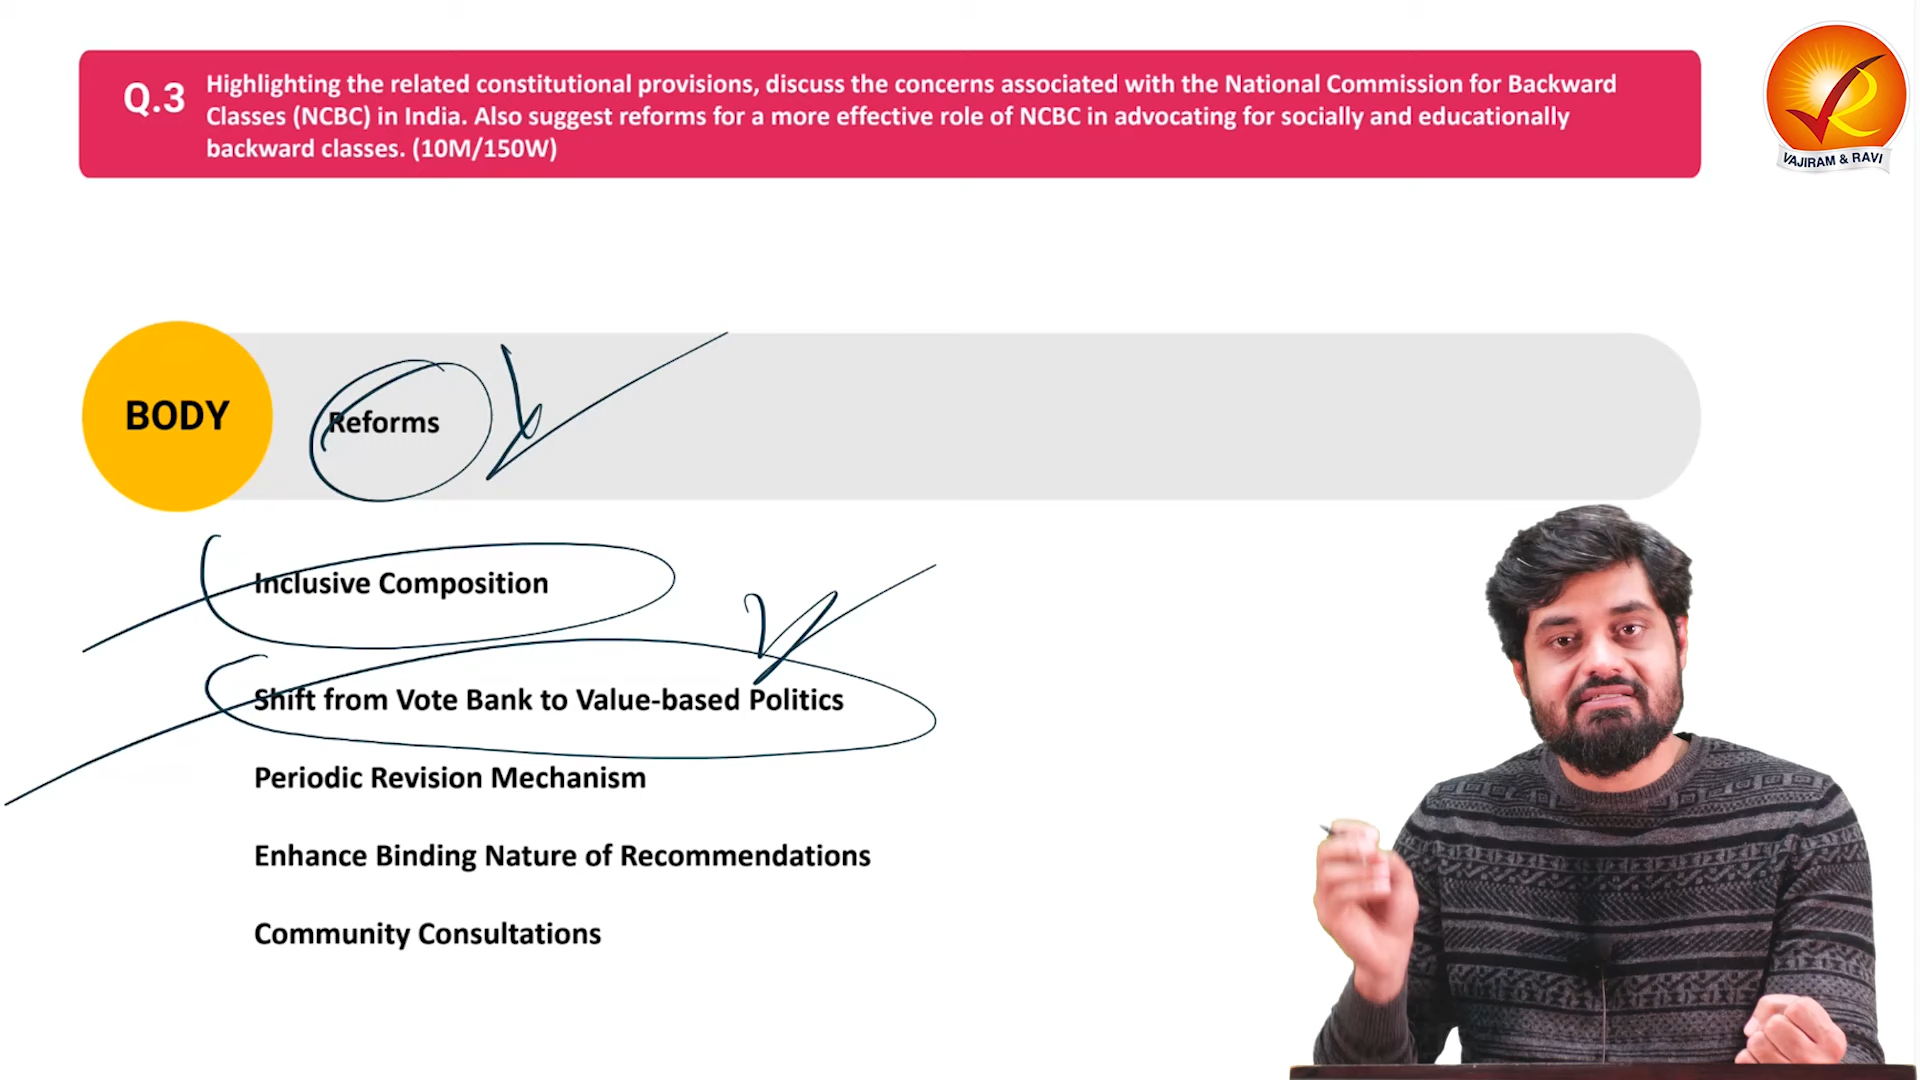 Q.3
Highlighting the related constitutional provisions, discuss the concerns associated with the National Commission for Backward
Classes (NCBC) in India. Also suggest reforms for a more effective role of NCBC in advocating for socially and educationally
backward classes. (10M/150W)
VAJIRAM & RAVI
BODY
Reforms
Inclusive Composition
Shift from Vote Bank to Value-based Politics
Periodic Revision Mechanism
Enhance Binding Nature of Recommendations
Community Consultations